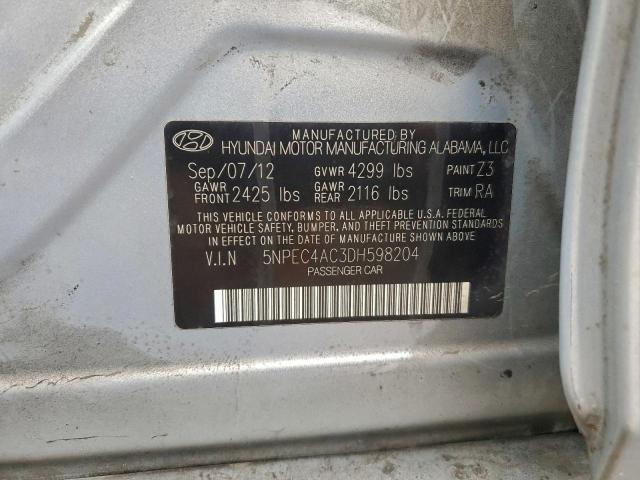 MANUFACTURED BY
HYUNDAI MOTOR MANUFACTURING ALABAMA, LLC
Sep/07/12 GVWR 4299 lbs PAINT Z3
GAWR FRONT 2425 lbs GAWR REAR 2116 lbs TRIM RA
THIS VEHICLE CONFORMS TO ALL APPLICABLE U.S.A. FEDERAL
MOTOR VEHICLE SAFETY, BUMPER, AND THEFT PREVENTION STANDARDS
IN EFFECT ON THE DATE OF MANUFACTURE SHOWN ABOVE.
V.I.N 5NPEC4AC3DH598204
PASSENGER CAR